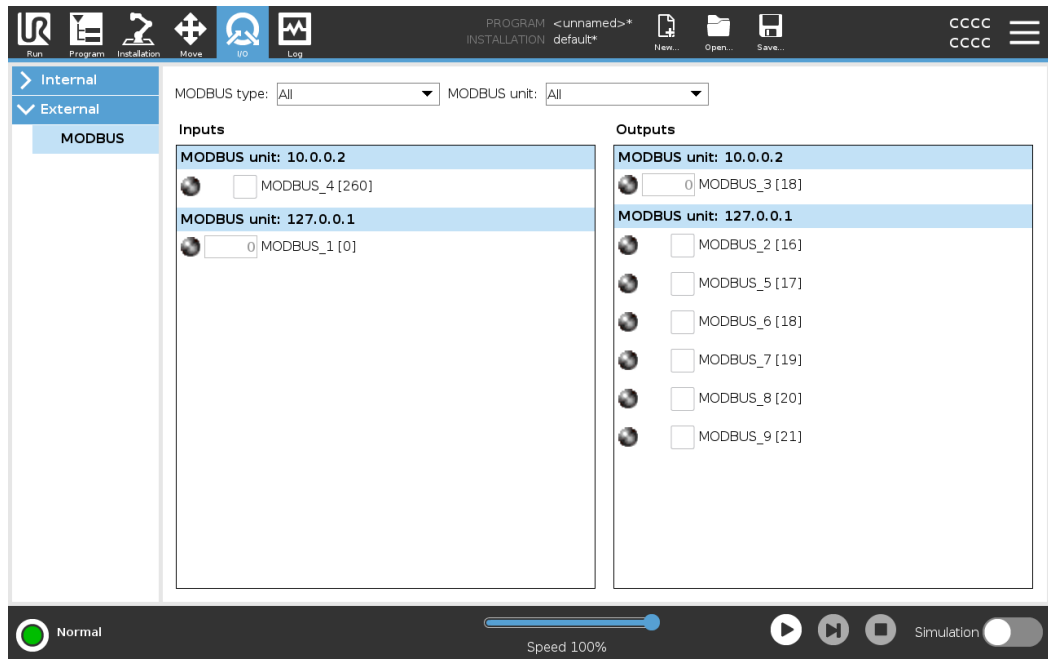 UR
Run
Program
Installation
Move
I/O
Log
PROGRAM <unnamed>*
INSTALLATION default*
New...
Open...
Save...
CCCC
CCCC
Internal
External
MODBUS
MODBUS type: All
MODBUS unit: All
Inputs
MODBUS unit: 10.0.0.2
MODBUS_4 [260]
MODBUS unit: 127.0.0.1
0 MODBUS_1 [0]
Outputs
MODBUS unit: 10.0.0.2
0 MODBUS_3 [18]
MODBUS unit: 127.0.0.1
MODBUS_2 [16]
MODBUS_5 [17]
MODBUS_6 [18]
MODBUS_7 [19]
MODBUS_8 [20]
MODBUS_9 [21]
Normal
Speed 100%
Simulation